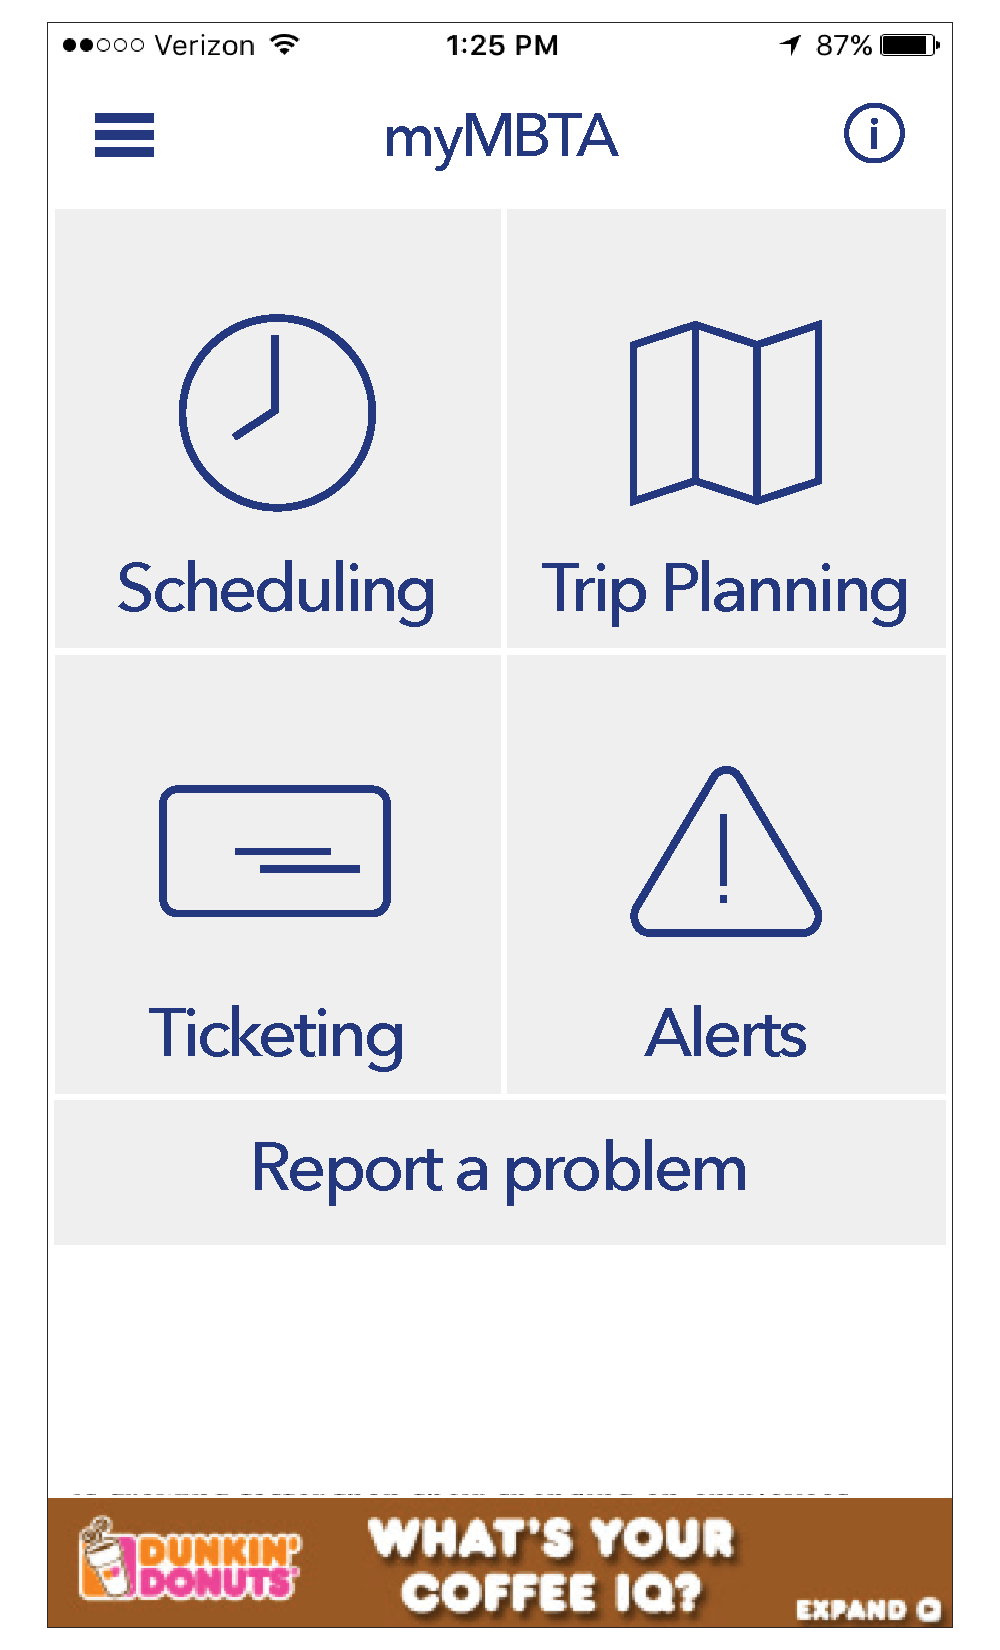 Verizon 1:25 PM 87%
myMBTA
i
Scheduling
Trip Planning
Ticketing
Alerts
Report a problem
DUNKIN'
DONUTS
WHAT'S YOUR
COFFEE IQ?
EXPAND